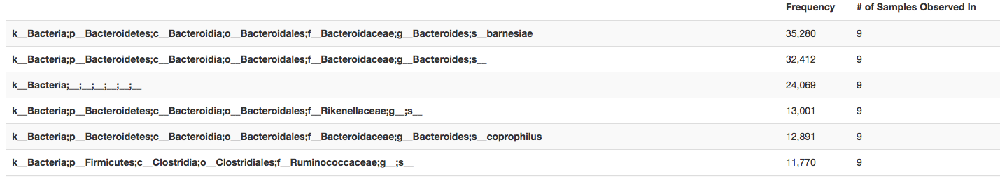 Frequency # of Samples Observed In
k__Bacteria;p__Bacteroidetes;c__Bacteroidia;o__Bacteroidales;f__Bacteroidaceae;g__Bacteroides;s__barnesiae 35,280 9
k__Bacteria;p__Bacteroidetes;c__Bacteroidia;o__Bacteroidales;f__Bacteroidaceae;g__Bacteroides;s__ 32,412 9
k__Bacteria;__;__;__;__;__;__ 24,069 9
k__Bacteria;p__Bacteroidetes;c__Bacteroidia;o__Bacteroidales;f__Rikenellaceae;g__;s__ 13,001 9
k__Bacteria;p__Bacteroidetes;c__Bacteroidia;o__Bacteroidales;f__Bacteroidaceae;g__Bacteroides;s__coprophilus 12,891 9
k__Bacteria;p__Firmicutes;c__Clostridia;o__Clostridiales;f__Ruminococcaceae;g__;s__ 11,770 9